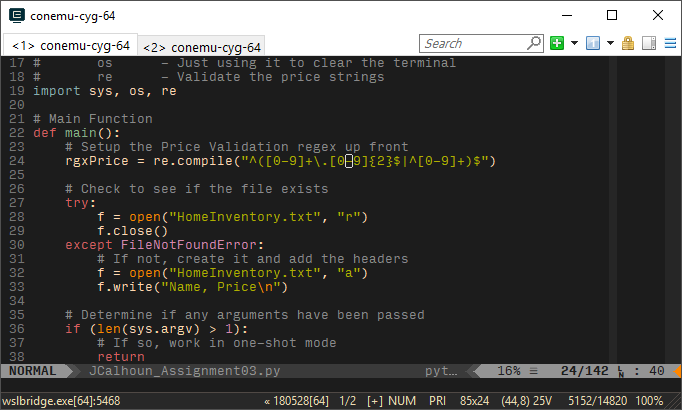 conemu-cyg-64
<1> conemu-cyg-64 <2> conemu-cyg-64 Search
17 #       os      - Just using it to clear the terminal
18 #       re      - Validate the price strings
19 import sys, os, re
20
21 # Main Function
22 def main():
23     # Setup the Price Validation regex up front
24     rgxPrice = re.compile("^([0-9]+\.[0-9]{2}$|^[0-9]+)$")
25
26     # Check to see if the file exists
27     try:
28         f = open("HomeInventory.txt", "r")
29         f.close()
30     except FileNotFoundError:
31         # If not, create it and add the headers
32         f = open("HomeInventory.txt", "a")
33         f.write("Name, Price\n")
34
35     # Determine if any arguments have been passed
36     if (len(sys.argv) > 1):
37         # If so, work in one-shot mode
38         return
NORMAL JCalhoun_Assignment03.py pyt… 16% ≡ 24/142 LN : 40
wslbridge.exe[64]:5468 « 180528[64] 1/2 [+] NUM PRI 85x24 (44,8) 25V 5152/14820 100%